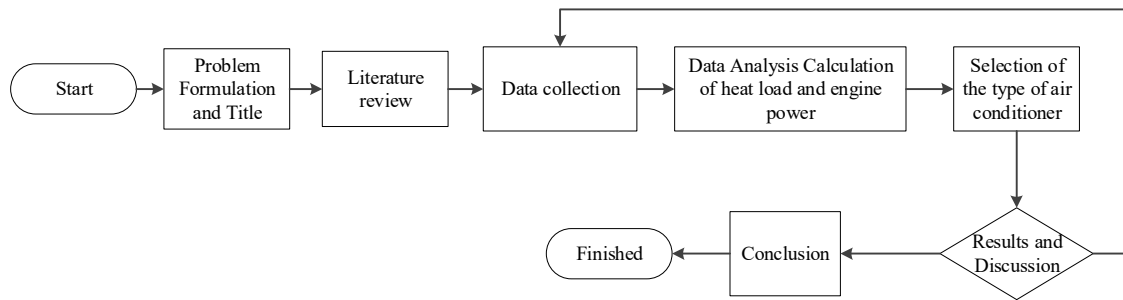 Start
Problem
Formulation
and Title
Literature
review
Data collection
Data Analysis Calculation
of heat load and engine
power
Selection of
the type of air
conditioner
Results and
Discussion
Conclusion
Finished